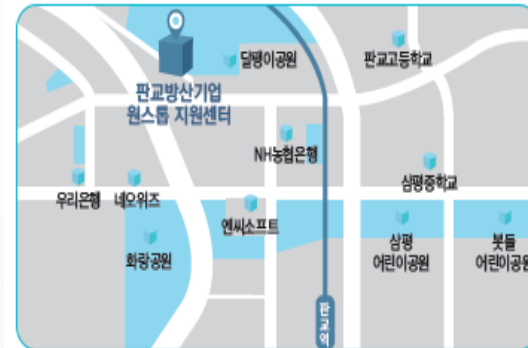 달팽이공원
판교고등학교
판교방산기업
원스톱 지원센터
NH농협은행
삼평중학교
우리은행
네오위즈
엔씨소프트
화랑공원
삼평
어린이공원
붓들
어린이공원
판교역